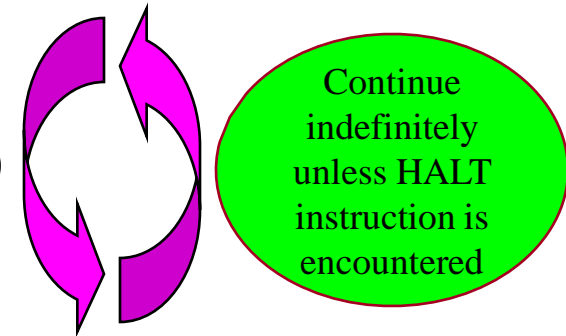 Continue
indefinitely
unless HALT
instruction is
encountered